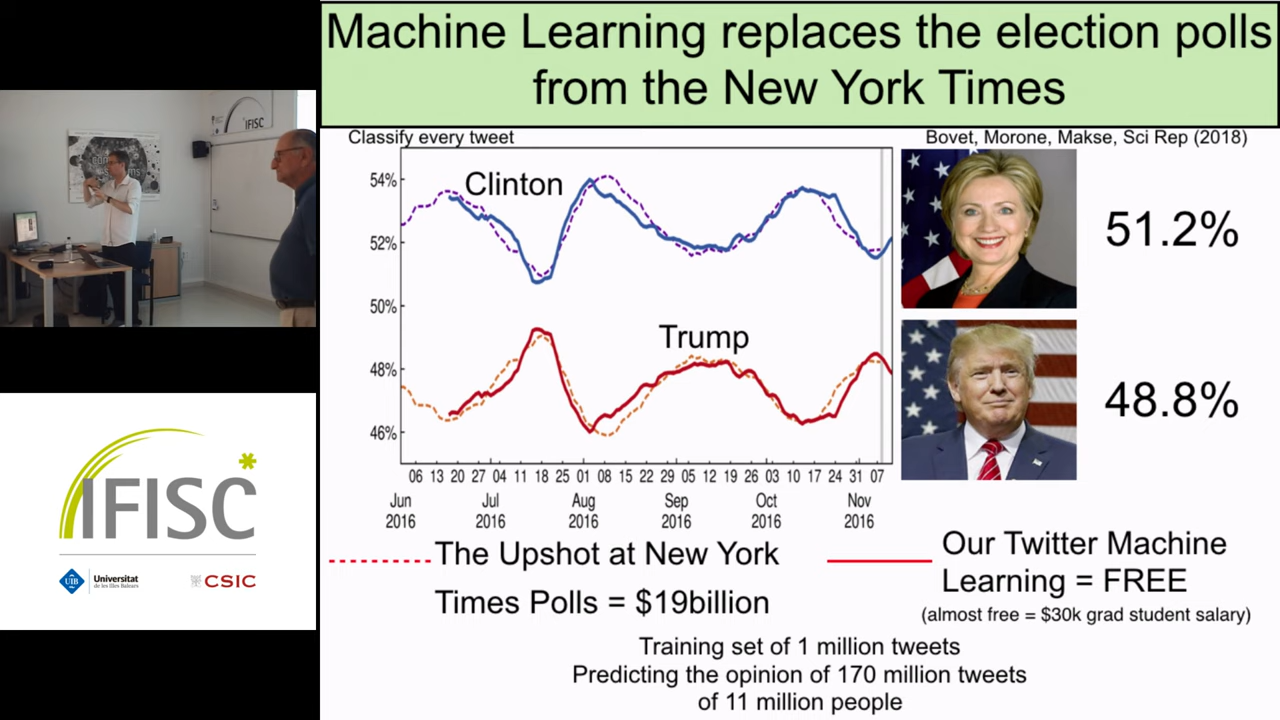 Machine Learning replaces the election polls
from the New York Times
Classify every tweet
Bovet, Morone, Makse, Sci Rep (2018)
54%
52%
50%
48%
46%
Clinton
Trump
51.2%
48.8%
06 13 20 27 04 11 18 25 01 08 15 22 29 05 12 19 26 03 10 17 24 31 07
Jun Jul Aug Sep Oct Nov
2016 2016 2016 2016 2016 2016
The Upshot at New York
Times Polls = $19billion
Our Twitter Machine
Learning = FREE
(almost free = $30k grad student salary)
Training set of 1 million tweets
Predicting the opinion of 170 million tweets
of 11 million people
IFISC
IFISC
UIB
Universitat
de les Illes Balears
CSIC